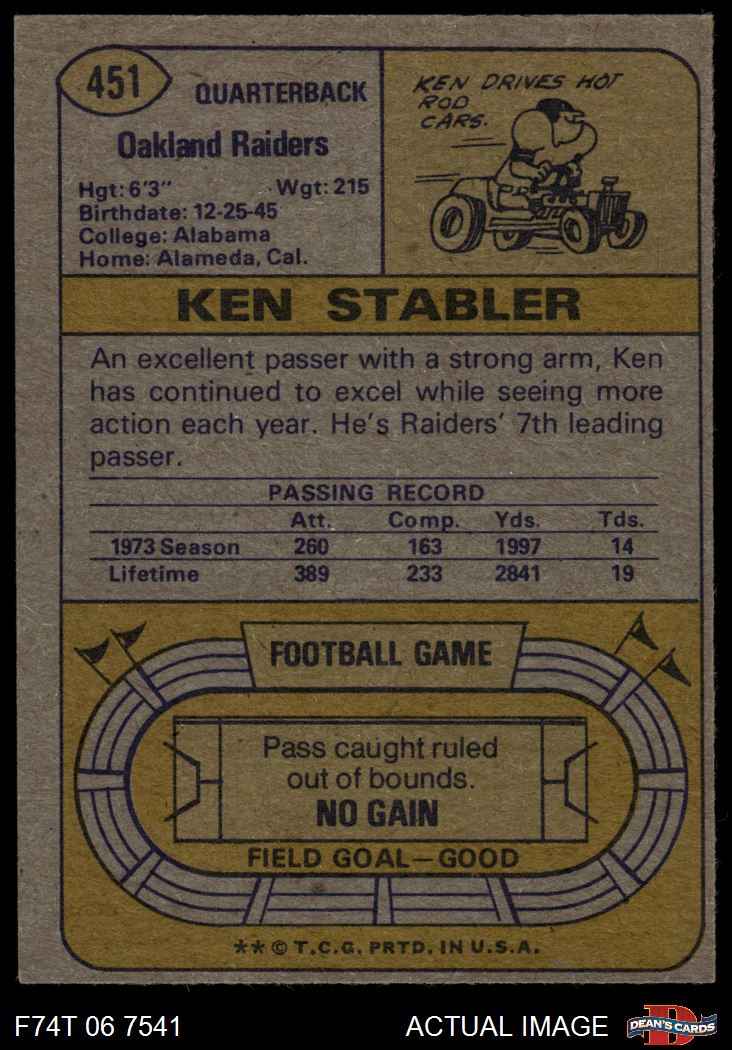 451
QUARTERBACK
Oakland Raiders
Hgt: 6'3" Wgt: 215
Birthdate: 12-25-45
College: Alabama
Home: Alameda, Cal.
KEN DRIVES HOT
ROD
CARS.
KEN STABLER
An excellent passer with a strong arm, Ken
has continued to excel while seeing more
action each year. He's Raiders' 7th leading
passer.
PASSING RECORD
Att. Comp. Yds. Tds.
1973 Season 260 163 1997 14
Lifetime 389 233 2841 19
FOOTBALL GAME
Pass caught ruled
out of bounds.
NO GAIN
FIELD GOAL—GOOD
** © T.C.G. PRTD. IN U.S.A.
F74T 06 7541 ACTUAL IMAGE D DEAN'S CARDS